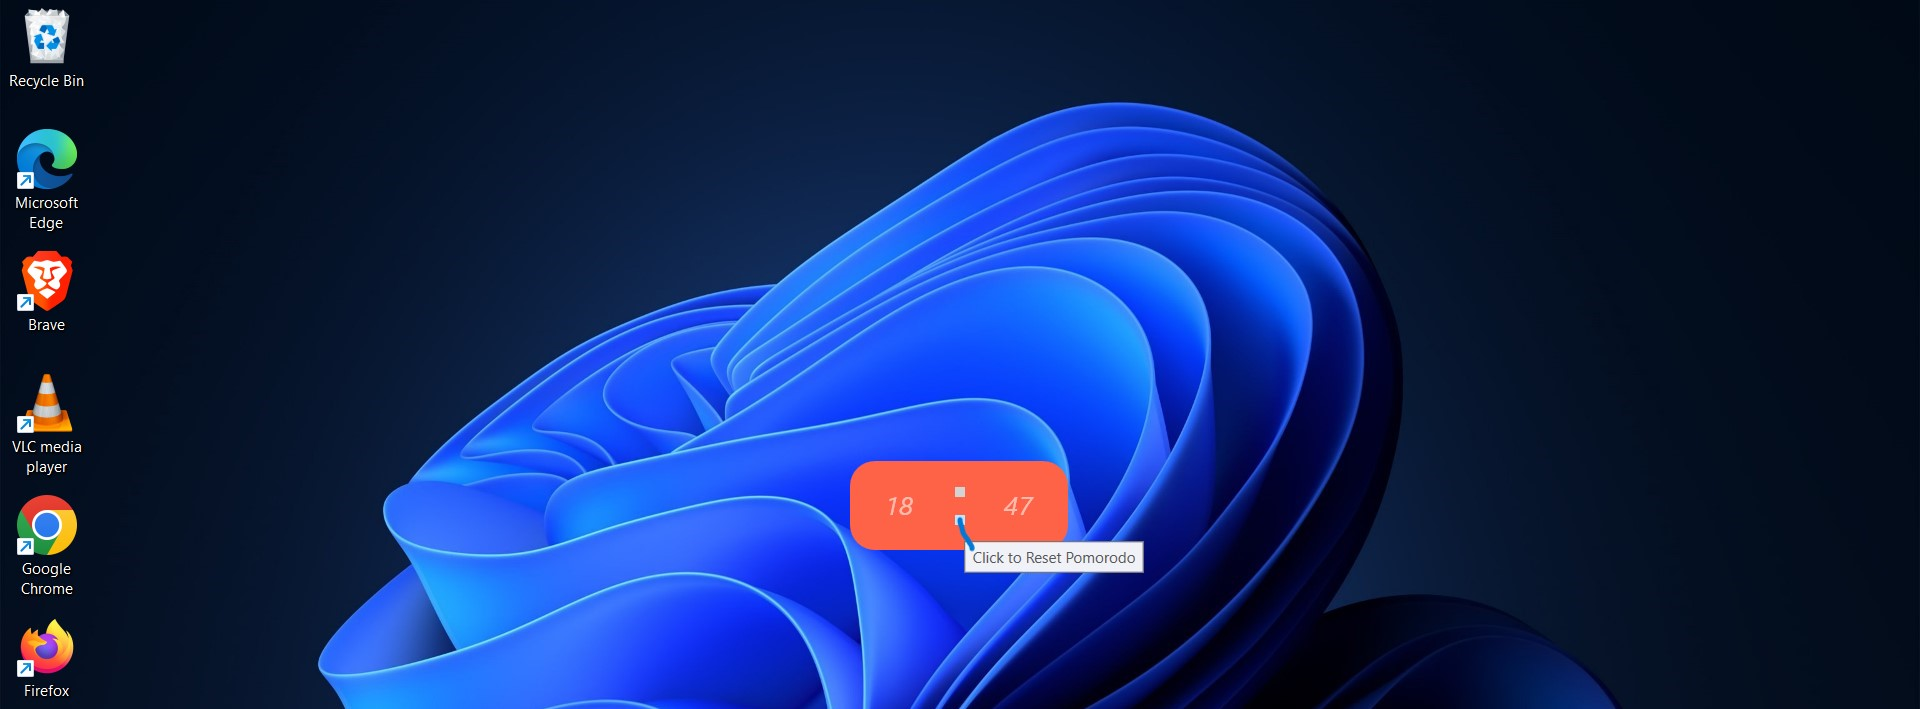 Recycle Bin
Microsoft
Edge
Brave
VLC media
player
Google
Chrome
Firefox
18 47
Click to Reset Pomorodo